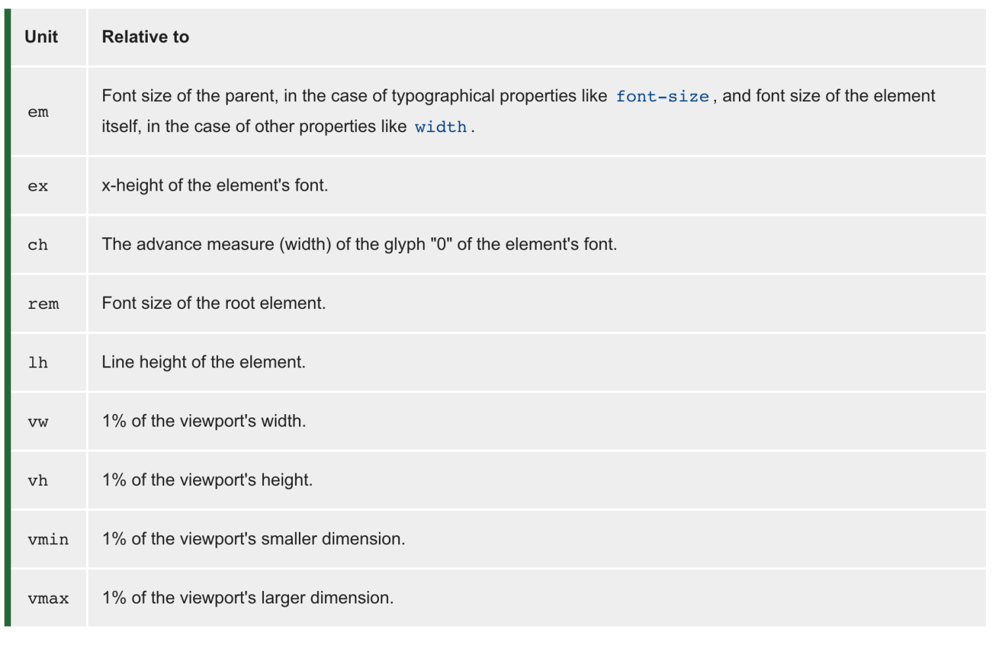 Unit Relative to
em Font size of the parent, in the case of typographical properties like font-size, and font size of the element
itself, in the case of other properties like width.
ex x-height of the element's font.
ch The advance measure (width) of the glyph "0" of the element's font.
rem Font size of the root element.
lh Line height of the element.
vw 1% of the viewport's width.
vh 1% of the viewport's height.
vmin 1% of the viewport's smaller dimension.
vmax 1% of the viewport's larger dimension.